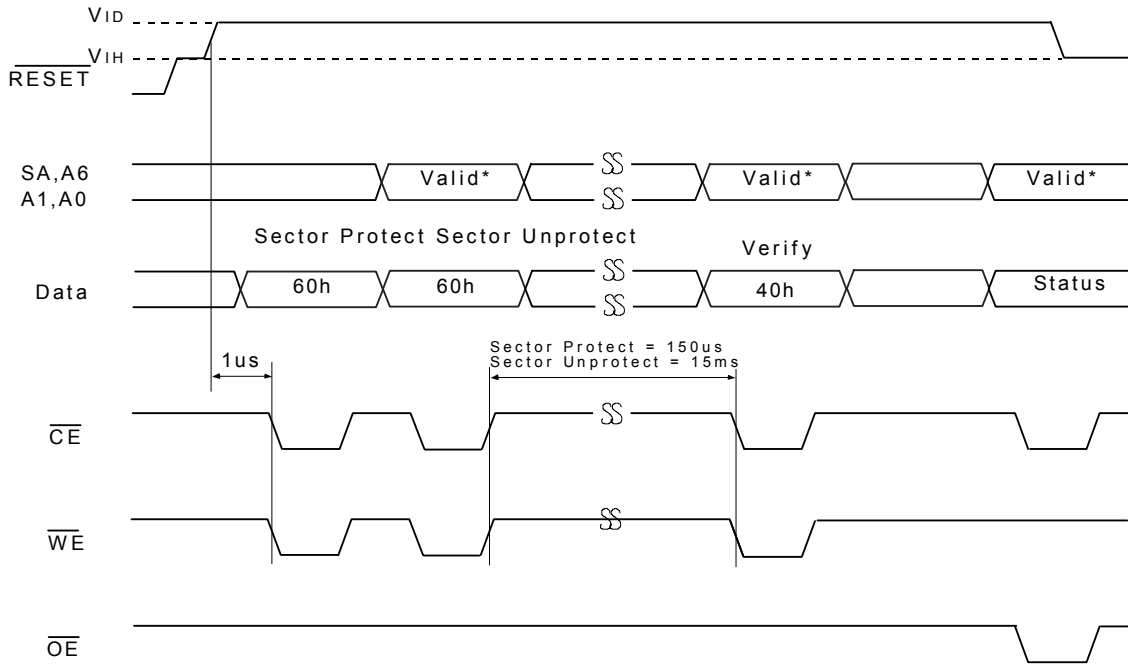 VID
VIH
RESET
SA,A6
A1,A0
Valid*
Valid*
Valid*
Sector Protect Sector Unprotect
Verify
Data
60h
60h
40h
Status
1us
Sector Protect = 150us
Sector Unprotect = 15ms
CE
WE
OE